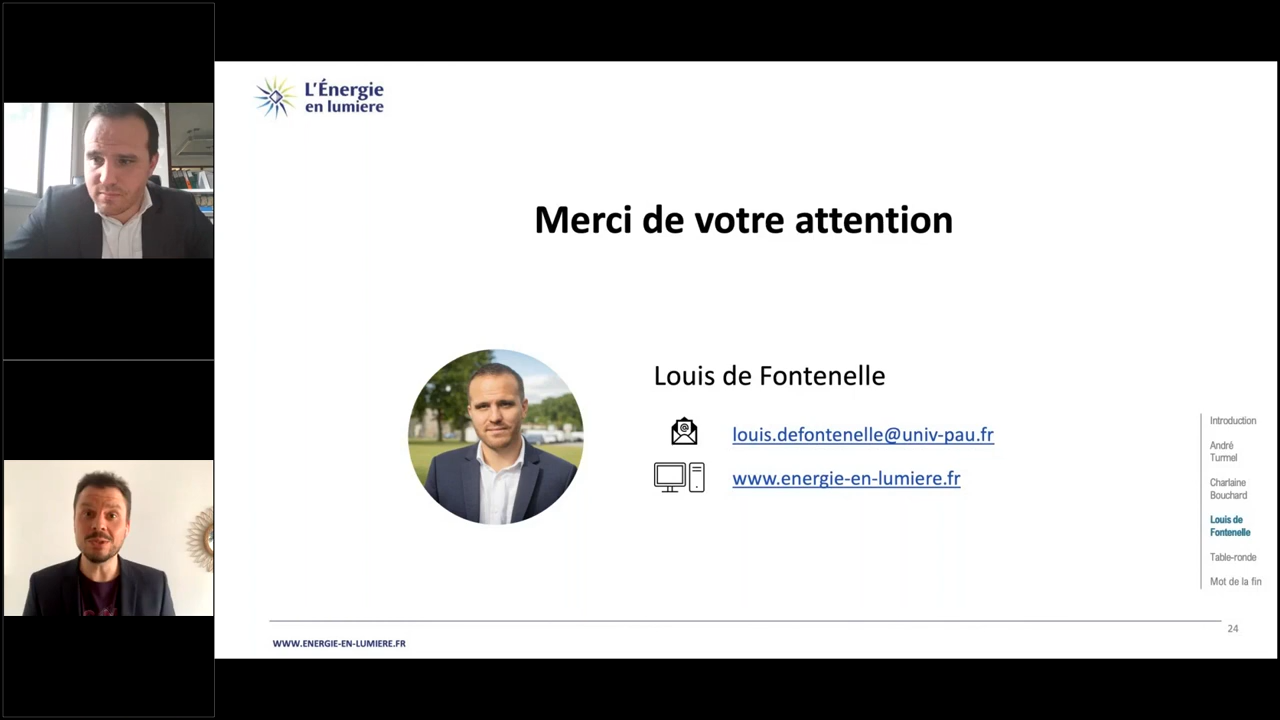 L'Énergie
en lumière
Merci de votre attention
Louis de Fontenelle
louis.defontenelle@univ-pau.fr
www.energie-en-lumiere.fr
Introduction
André
Turmel
Charlaine
Bouchard
Louis de
Fontenelle
Table-ronde
Mot de la fin
24
WWW.ENERGIE-EN-LUMIERE.FR